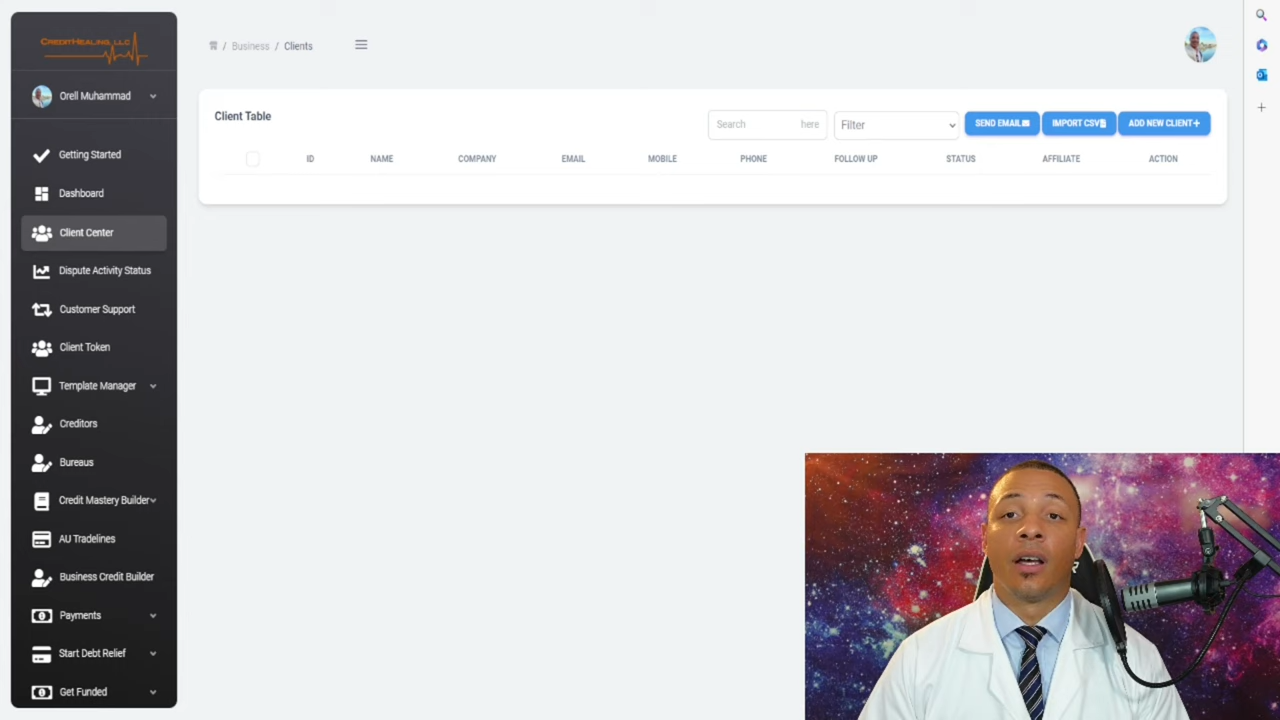 CREDITHEALING, LLC
Orell Muhammad
Getting Started
Dashboard
Client Center
Dispute Activity Status
Customer Support
Client Token
Template Manager
Creditors
Bureaus
Credit Mastery Builder
AU Tradelines
Business Credit Builder
Payments
Start Debt Relief
Get Funded
/ Business / Clients
Client Table
Search here
Filter
SEND EMAIL
IMPORT CSV
ADD NEW CLIENT+
ID NAME COMPANY EMAIL MOBILE PHONE FOLLOW UP STATUS AFFILIATE ACTION
R